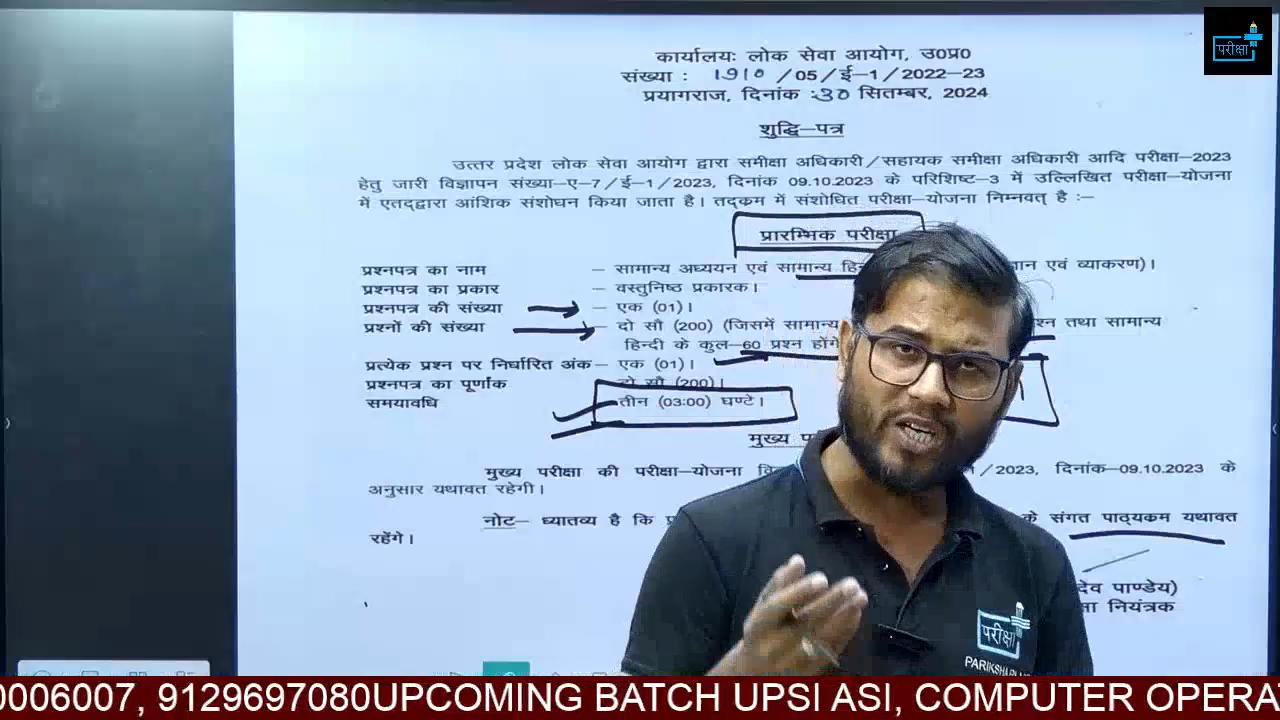 परीक्षा
कार्यालयः लोक सेवा आयोग, उ0प्र0
संख्या : 1910 /05/ई-1/2022-23
प्रयागराज, दिनांक :30 सितम्बर, 2024
शुद्धि-पत्र
उत्तर प्रदेश लोक सेवा आयोग द्वारा समीक्षा अधिकारी/सहायक समीक्षा अधिकारी आदि परीक्षा-2023
हेतु जारी विज्ञापन संख्या-ए-7/ई-1/2023, दिनांक 09.10.2023 के परिशिष्ट-3 में उल्लिखित परीक्षा-योजना
में एतद्द्वारा आंशिक संशोधन किया जाता है। तद्क्रम में संशोधित परीक्षा-योजना निम्नवत् है :-
प्रारम्भिक परीक्षा
प्रश्नपत्र का नाम - सामान्य अध्ययन एवं सामान्य एवं व्याकरण)।
प्रश्नपत्र का प्रकार - वस्तुनिष्ठ प्रकारक।
प्रश्नपत्र की संख्या - एक (01)।
प्रश्नों की संख्या - दो सौ (200) (जिसमें सामान्य तथा सामान्य
हिन्दी के कुल-60 प्रश्न होंगे
प्रत्येक प्रश्न पर निर्धारित अंक- एक (01)।
प्रश्नपत्र का पूर्णांक - दो सौ (200)।
समयावधि - तीन (03:00) घण्टे।
मुख्य
मुख्य परीक्षा की परीक्षा-योजना /2023, दिनांक-09.10.2023 के
अनुसार यथावत रहेगी।
नोट- ध्यातव्य है कि के संगत पाठ्यक्रम यथावत
रहेंगे।
पाण्डेय)
नियंत्रक
परीक्षा
0006007, 9129697080UPCOMING BATCH UPSI ASI, COMPUTER OPERA